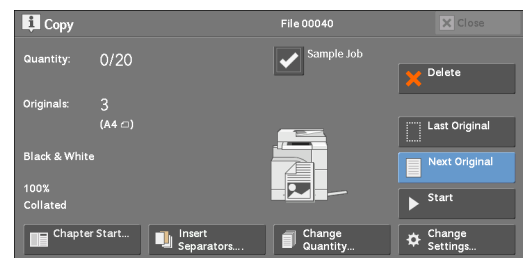 Copy
File 00040
Close
Quantity:
0/20
Sample Job
Delete
Originals:
3
(A4)
Last Original
Black & White
Next Original
100%
Collated
Start
Chapter Start...
Insert
Separators....
Change
Quantity...
Change
Settings...